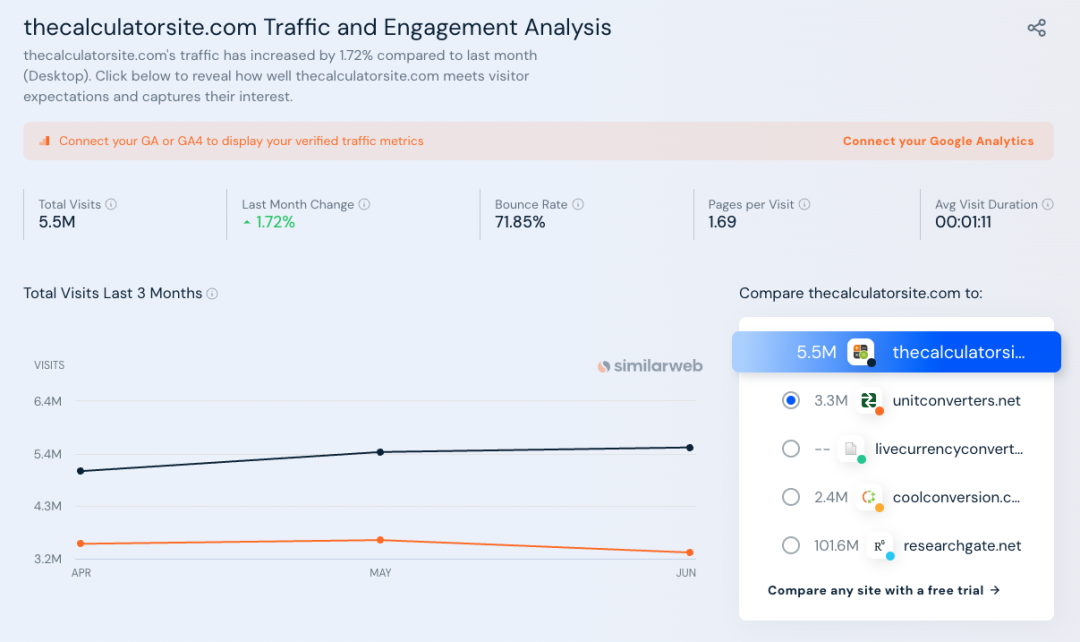 thecalculatorsite.com Traffic and Engagement Analysis
thecalculatorsite.com's traffic has increased by 1.72% compared to last month
(Desktop). Click below to reveal how well thecalculatorsite.com meets visitor
expectations and captures their interest.
Connect your GA or GA4 to display your verified traffic metrics
Connect your Google Analytics
Total Visits
5.5M
Last Month Change
1.72%
Bounce Rate
71.85%
Pages per Visit
1.69
Avg Visit Duration
00:01:11
Total Visits Last 3 Months
VISITS
similarweb
6.4M
5.4M
4.3M
3.2M
APR MAY JUN
Compare thecalculatorsite.com to:
5.5M thecalculatorsi...
3.3M unitconverters.net
-- livecurrencyconvert...
2.4M coolconversion.c...
101.6M researchgate.net
Compare any site with a free trial →